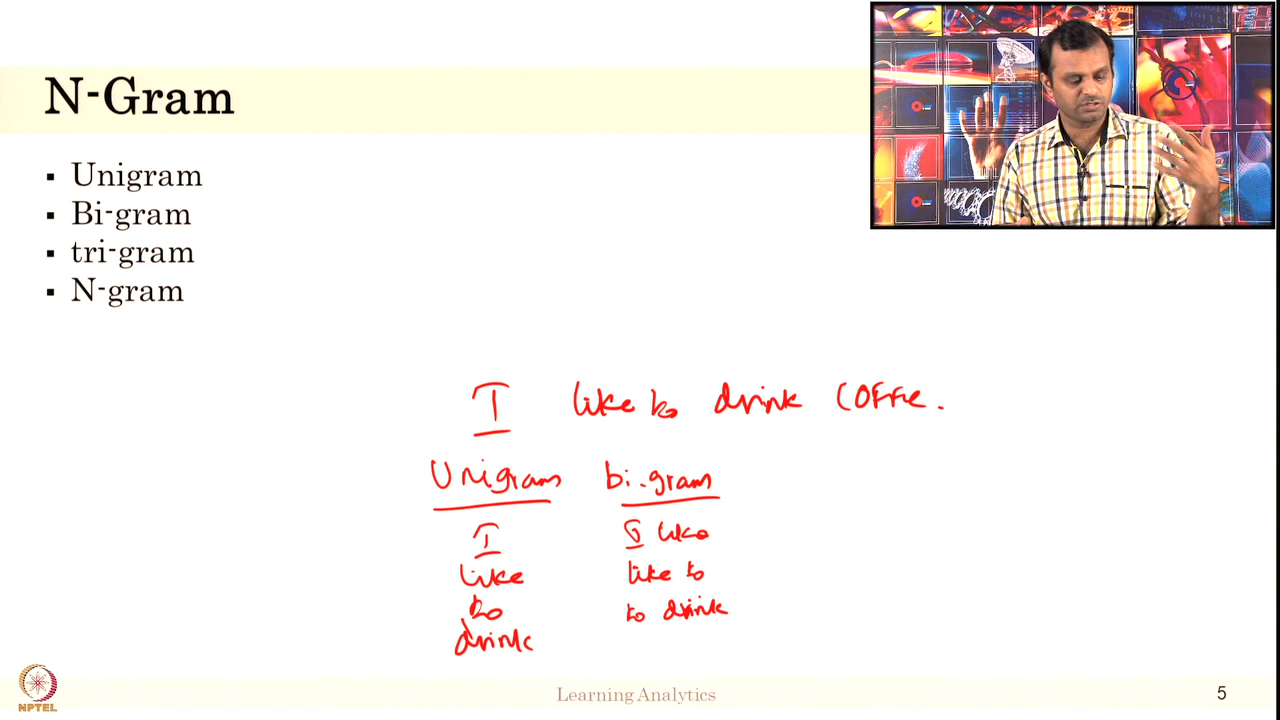 N-Gram
▪ Unigram
▪ Bi-gram
▪ tri-gram
▪ N-gram
I like to drink COFFe.
Unigram bi-gram
I I like
like like to
to to drink
drink
NPTEL
Learning Analytics
5